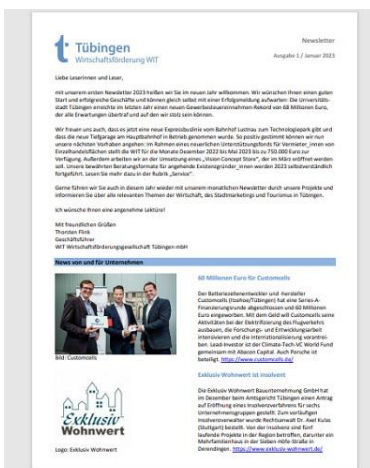 Newsletter
Tübingen
Wirtschaftsförderung WIT
Ausgabe 1 / Januar 2023
Liebe Leserinnen und Leser,
mit unserem ersten Newsletter 2023 heißen wir Sie im neuen Jahr willkommen. Wir wünschen Ihnen einen guten
Start und erfolgreiche Geschäfte und können gleich selbst mit einer Erfolgsmeldung aufwarten: Die Universitäts-
stadt Tübingen erreichte im letzten Jahr einen neuen Gewerbesteuereinnahmen-Rekord von 68 Millionen Euro,
der alle Erwartungen übertraf und auf den wir stolz sein können.
Wir freuen uns auch, dass es jetzt eine neue Expressbuslinie vom Bahnhof Lustnau zum Technologiepark gibt und
dass die neue Tiefgarage am Hauptbahnhof in Betrieb genommen wurde. So positiv gestimmt können wir nun
unsere nächsten Vorhaben angehen: Im Rahmen eines neuerlichen Unterstützungsfonds für Vermieter_innen von
Einzelhandelsflächen stellt die WIT für die Monate Dezember 2022 bis Mai 2023 bis zu 750.000 Euro zur
Verfügung. Außerdem arbeiten wir an der Umsetzung eines „Vision Concept Store", der im März eröffnet werden
soll. Unsere bewährten Beratungsformate für angehende Existenzgründer_innen werden 2023 selbstverständlich
fortgeführt. Lesen Sie mehr dazu in der Rubrik „Service".
Gerne führen wir Sie auch in diesem Jahr wieder mit unserem monatlichen Newsletter durch unsere Projekte und
informieren Sie über alle relevanten Themen der Wirtschaft, des Stadtmarketings und Tourismus in Tübingen.
Ich wünsche Ihnen eine angenehme Lektüre!
Mit freundlichen Grüßen
Thorsten Flink
Geschäftsführer
WIT Wirtschaftsförderungsgesellschaft Tübingen mbH
News von und für Unternehmen
60 Millionen Euro für Customcells
Der Batteriezellenentwickler und -hersteller
Customcells (Itzehoe/Tübingen) hat eine Series-A-
Finanzierungsrunde abgeschlossen und 60 Millionen
Euro eingeworben. Mit dem Geld will Customcells seine
Aktivitäten bei der Elektrifizierung des Flugverkehrs
ausbauen, die Forschungs- und Entwicklungsarbeit
intensivieren und die Internationalisierung vorantrei-
ben. Lead-Investor ist der Climate-Tech-VC World Fund
gemeinsam mit Abacon Capital. Auch Porsche ist
beteiligt. https://www.customcells.de/
Bild: Customcells
Exklusiv Wohnwert ist insolvent
Die Exklusiv Wohnwert Bauunternehmung GmbH hat
im Dezember beim Amtsgericht Tübingen einen Antrag
auf Eröffnung eines Insolvenzverfahrens für sechs
Unternehmensgruppen gestellt. Zum vorläufigen
Insolvenzverwalter wurde Rechtsanwalt Dr. Axel Kulas
(Stuttgart) bestellt. Von der Insolvenz sind fünf
laufende Projekte in der Region betroffen, darunter ein
Mehrfamilienhaus in der Sieben-Höfe-Straße in
Derendingen. https://www.exklusiv-wohnwert.de/
Exklusiv
Wohnwert
Logo: Exklusiv Wohnwert